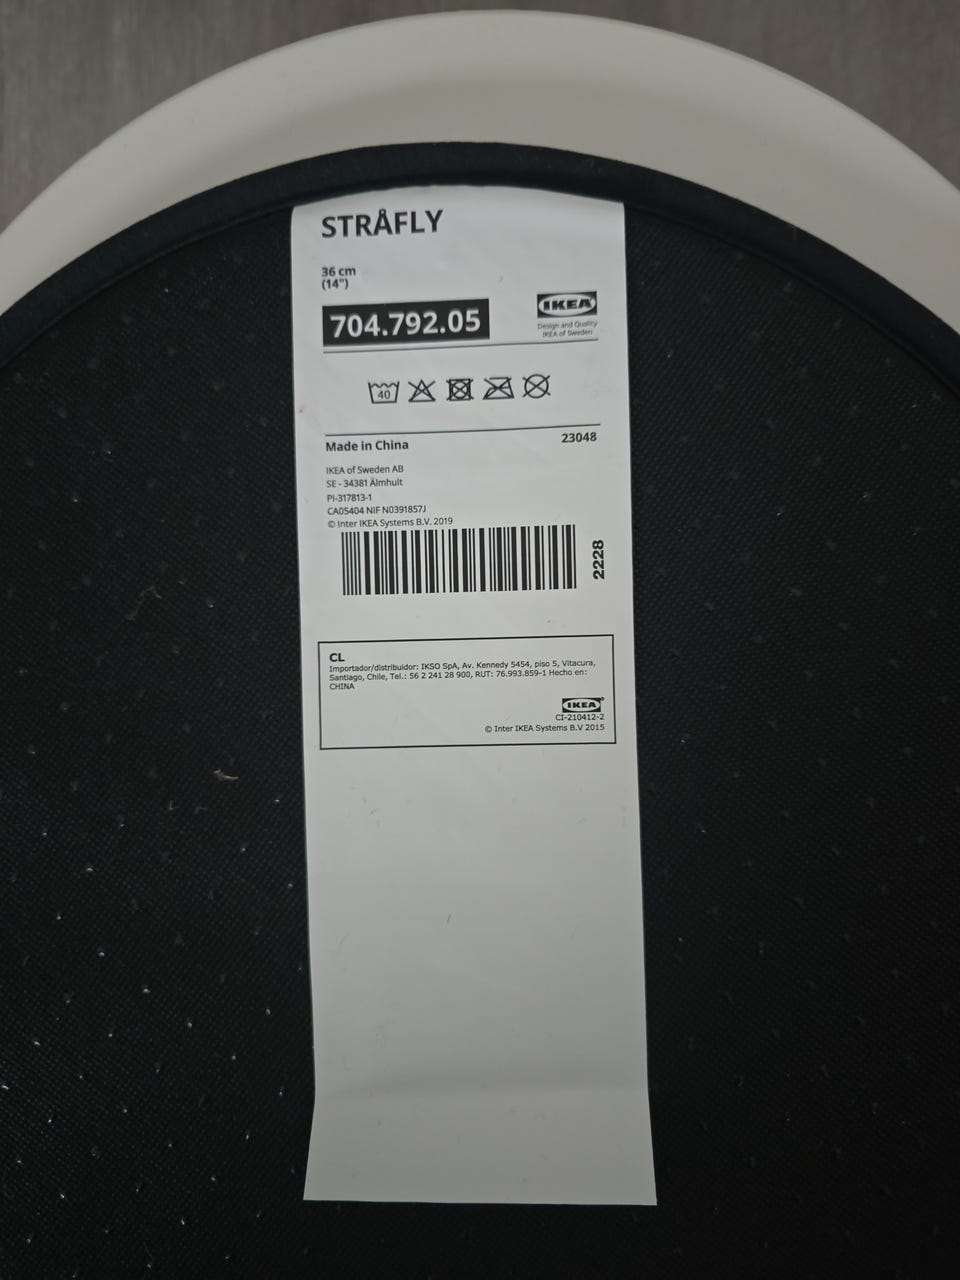 STRÅFLY
36 cm
(14")
704.792.05
IKEA
Design and Quality
IKEA of Sweden
40
Made in China
23048
IKEA of Sweden AB
SE - 34381 Älmhult
PI-317813-1
CA05404 NIF N0391857J
© Inter IKEA Systems B.V. 2019
2228
CL
Importador/distribuidor: IKSO SpA, Av. Kennedy 5454, piso 5, Vitacura,
Santiago, Chile, Tel.: 56 2 241 28 900, RUT: 76.993.859-1 Hecho en:
CHINA
IKEA®
CI-210412-2
© Inter IKEA Systems B.V 2015